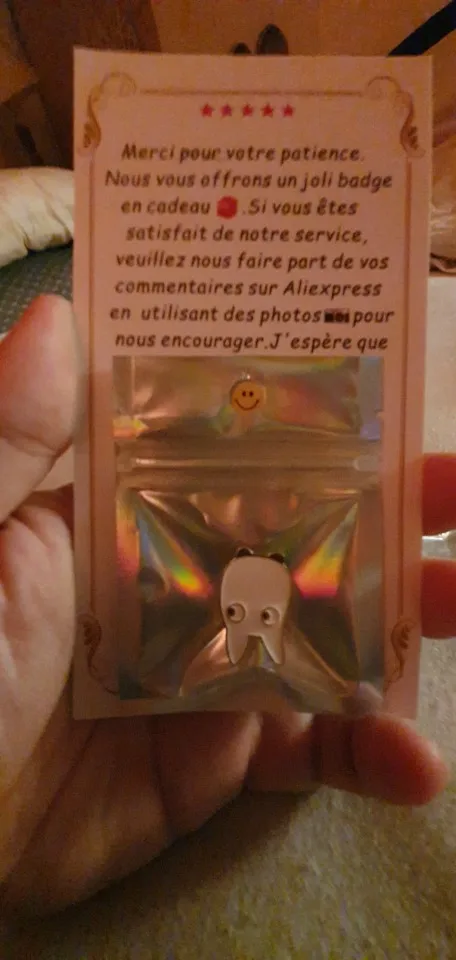 ★★★★★
Merci pour votre patience.
Nous vous offrons un joli badge
en cadeau 🎁.Si vous êtes
satisfait de notre service,
veuillez nous faire part de vos
commentaires sur Aliexpress
en utilisant des photos📷pour
nous encourager.J'espère que